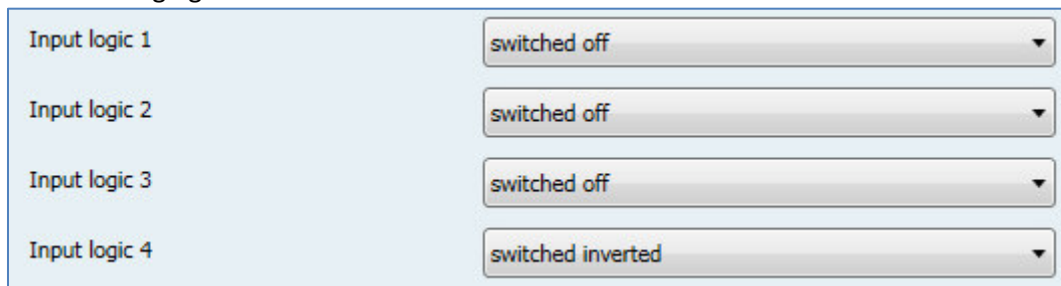 Input logic 1 switched off
Input logic 2 switched off
Input logic 3 switched off
Input logic 4 switched inverted